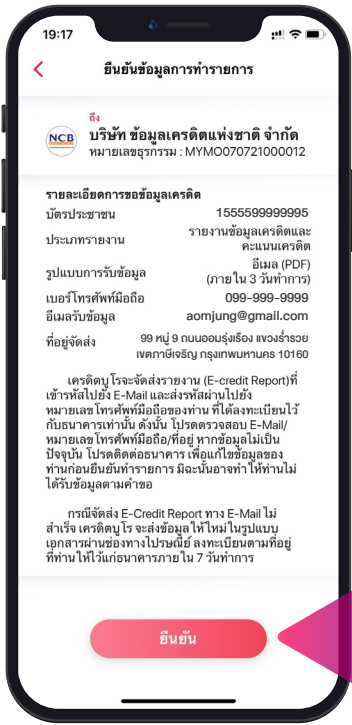 19:17
ยืนยันข้อมูลการทำรายการ
ถึง
NCB
บริษัท ข้อมูลเครดิตแห่งชาติ จำกัด
หมายเลขธุรกรรม : MYMO070721000012
รายละเอียดการขอข้อมูลเครดิต
บัตรประชาชน 1555599999995
ประเภทรายงาน รายงานข้อมูลเครดิตและ
คะแนนเครดิต
รูปแบบการรับข้อมูล อีเมล (PDF)
(ภายใน 3 วันทำการ)
เบอร์โทรศัพท์มือถือ 099-999-9999
อีเมลรับข้อมูล aomjung@gmail.com
ที่อยู่จัดส่ง 99 หมู่ 9 ถนนออมรุ่งเรือง แขวงร่ำรวย
เขตภาษีเจริญ กรุงเทพมหานคร 10160
เครดิตบูโรจะจัดส่งรายงาน (E-credit Report)ที่
เข้ารหัสไปยัง E-Mail และส่งรหัสผ่านไปยัง
หมายเลขโทรศัพท์มือถือของท่าน ที่ได้ลงทะเบียนไว้
กับธนาคารเท่านั้น ดังนั้น โปรดตรวจสอบ E-Mail/
หมายเลขโทรศัพท์มือถือ/ที่อยู่ หากข้อมูลไม่เป็น
ปัจจุบัน โปรดติดต่อธนาคาร เพื่อแก้ไขข้อมูลของ
ท่านก่อนยืนยันทำรายการ มิฉะนั้นอาจทำให้ท่านไม่
ได้รับข้อมูลตามคำขอ
กรณีจัดส่ง E-Credit Report ทาง E-Mail ไม่
สำเร็จ เครดิตบูโร จะส่งข้อมูลให้ใหม่ในรูปแบบ
เอกสารผ่านช่องทางไปรษณีย์ ลงทะเบียนตามที่อยู่
ที่ท่านให้ไว้แก่ธนาคารภายใน 7 วันทำการ
ยืนยัน